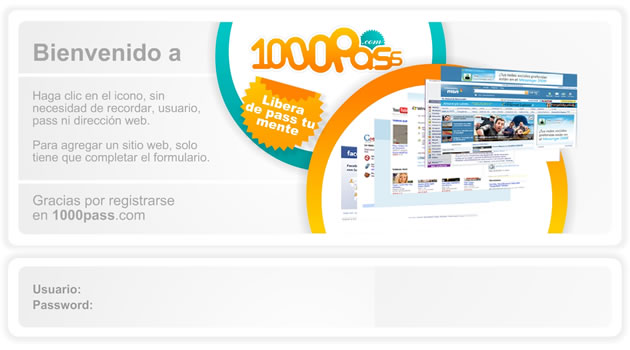 Bienvenido a
1000Pass
.com
Libera
de pass tu
mente
Haga clic en el icono, sin
necesidad de recordar, usuario,
pass ni dirección web.
Para agregar un sitio web, solo
tiene que completar el formulario.
Gracias por registrarse
en 1000pass.com
Usuario:
Password: